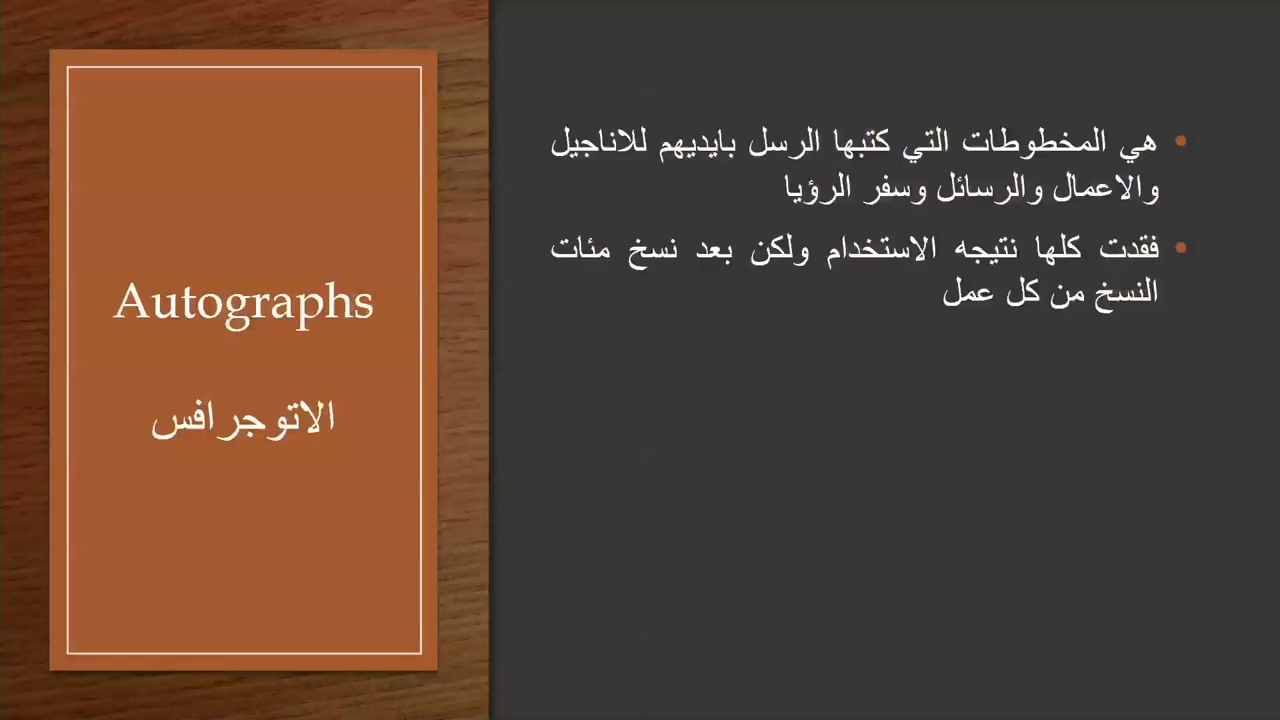 Autographs
الاتوجرافس
هي المخطوطات التي كتبها الرسل بايديهم للاناجيل
والاعمال والرسائل وسفر الرؤيا
فقدت كلها نتيجه الاستخدام ولكن بعد نسخ مئات
النسخ من كل عمل